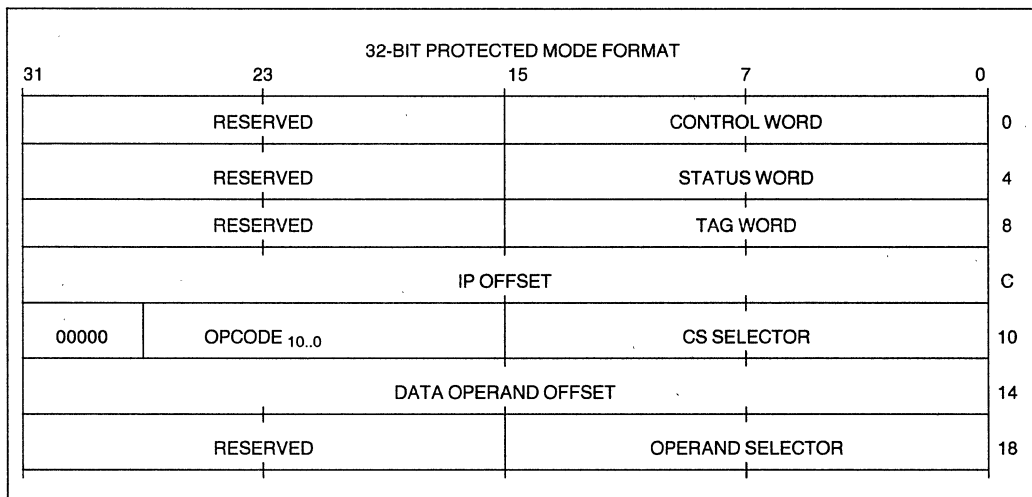 32-BIT PROTECTED MODE FORMAT
31 23 15 7 0
RESERVED CONTROL WORD 0
RESERVED STATUS WORD 4
RESERVED TAG WORD 8
IP OFFSET C
00000 OPCODE 10..0 CS SELECTOR 10
DATA OPERAND OFFSET 14
RESERVED OPERAND SELECTOR 18